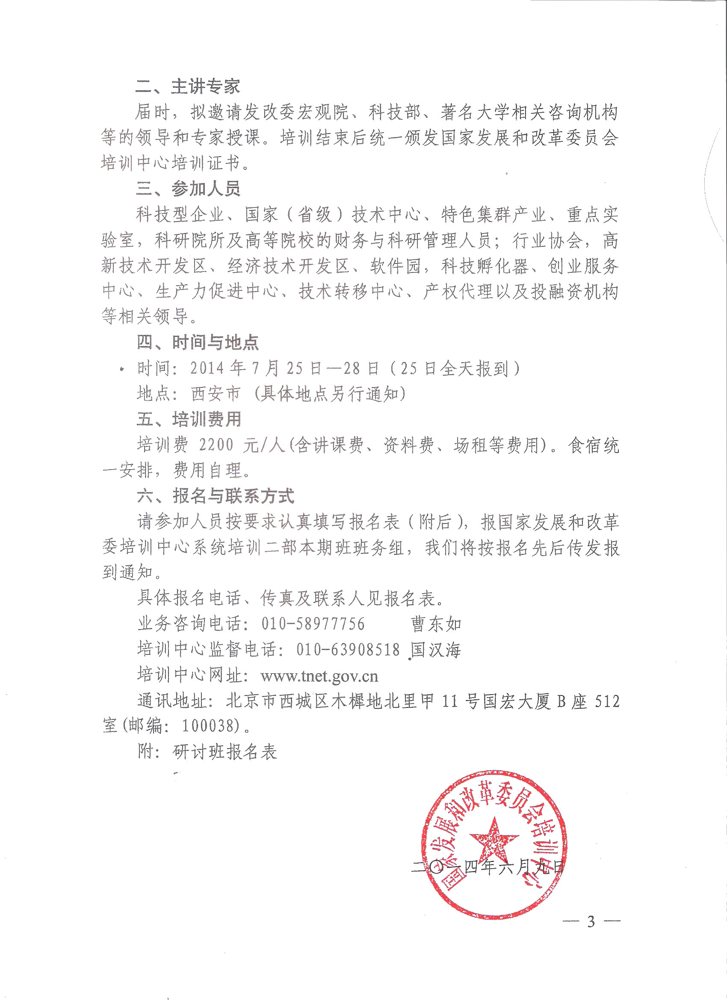 二、主讲专家
届时，拟邀请发改委宏观院、科技部、著名大学相关咨询机构
等的领导和专家授课。培训结束后统一颁发国家发展和改革委员会
培训中心培训证书。
三、参加人员
科技型企业、国家（省级）技术中心、特色集群产业、重点实
验室，科研院所及高等院校的财务与科研管理人员；行业协会，高
新技术开发区、经济技术开发区、软件园，科技孵化器、创业服务
中心、生产力促进中心、技术转移中心、产权代理以及投融资机构
等相关领导。
四、时间与地点
时间：2014年7月25日—28日（25日全天报到）
地点：西安市 (具体地点另行通知)
五、培训费用
培训费 2200 元/人(含讲课费、资料费、场租等费用)。食宿统
一安排，费用自理。
六、报名与联系方式
请参加人员按要求认真填写报名表（附后），报国家发展和改革
委培训中心系统培训二部本期班班务组，我们将按报名先后传发报
到通知。
具体报名电话、传真及联系人见报名表。
业务咨询电话：010-58977756 曹东如
培训中心监督电话：010-63908518 国汉海
培训中心网址：www.tnet.gov.cn
通讯地址：北京市西城区木樨地北里甲11号国宏大厦B座512
室(邮编：100038)。
附：研讨班报名表
国家发展和改革委员会培训中心
二〇一四年六月九日
— 3 —